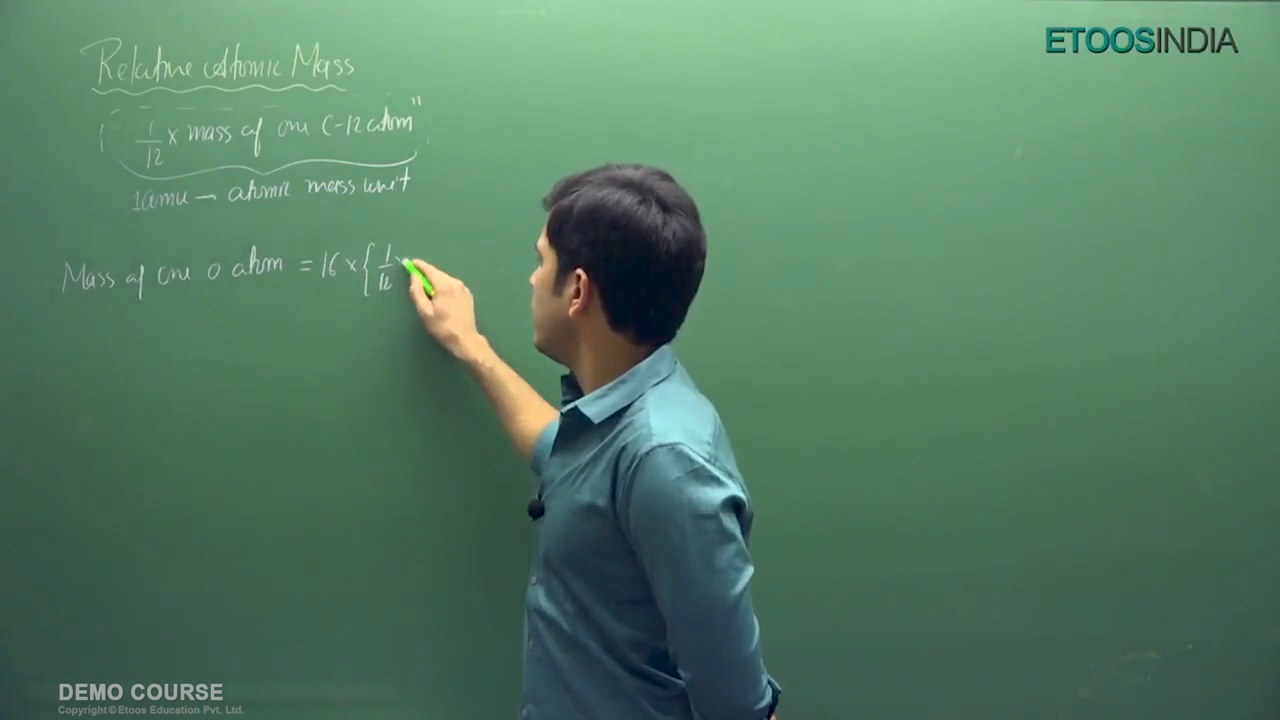 ETOOSINDIA
Relative Atomic Mass
" 1/12 × mass of one C-12 atom"
1amu — atomic mass unit
Mass of one O atom = 16 × { 1/12 ×
DEMO COURSE
Copyright©Etoos Education Pvt. Ltd.